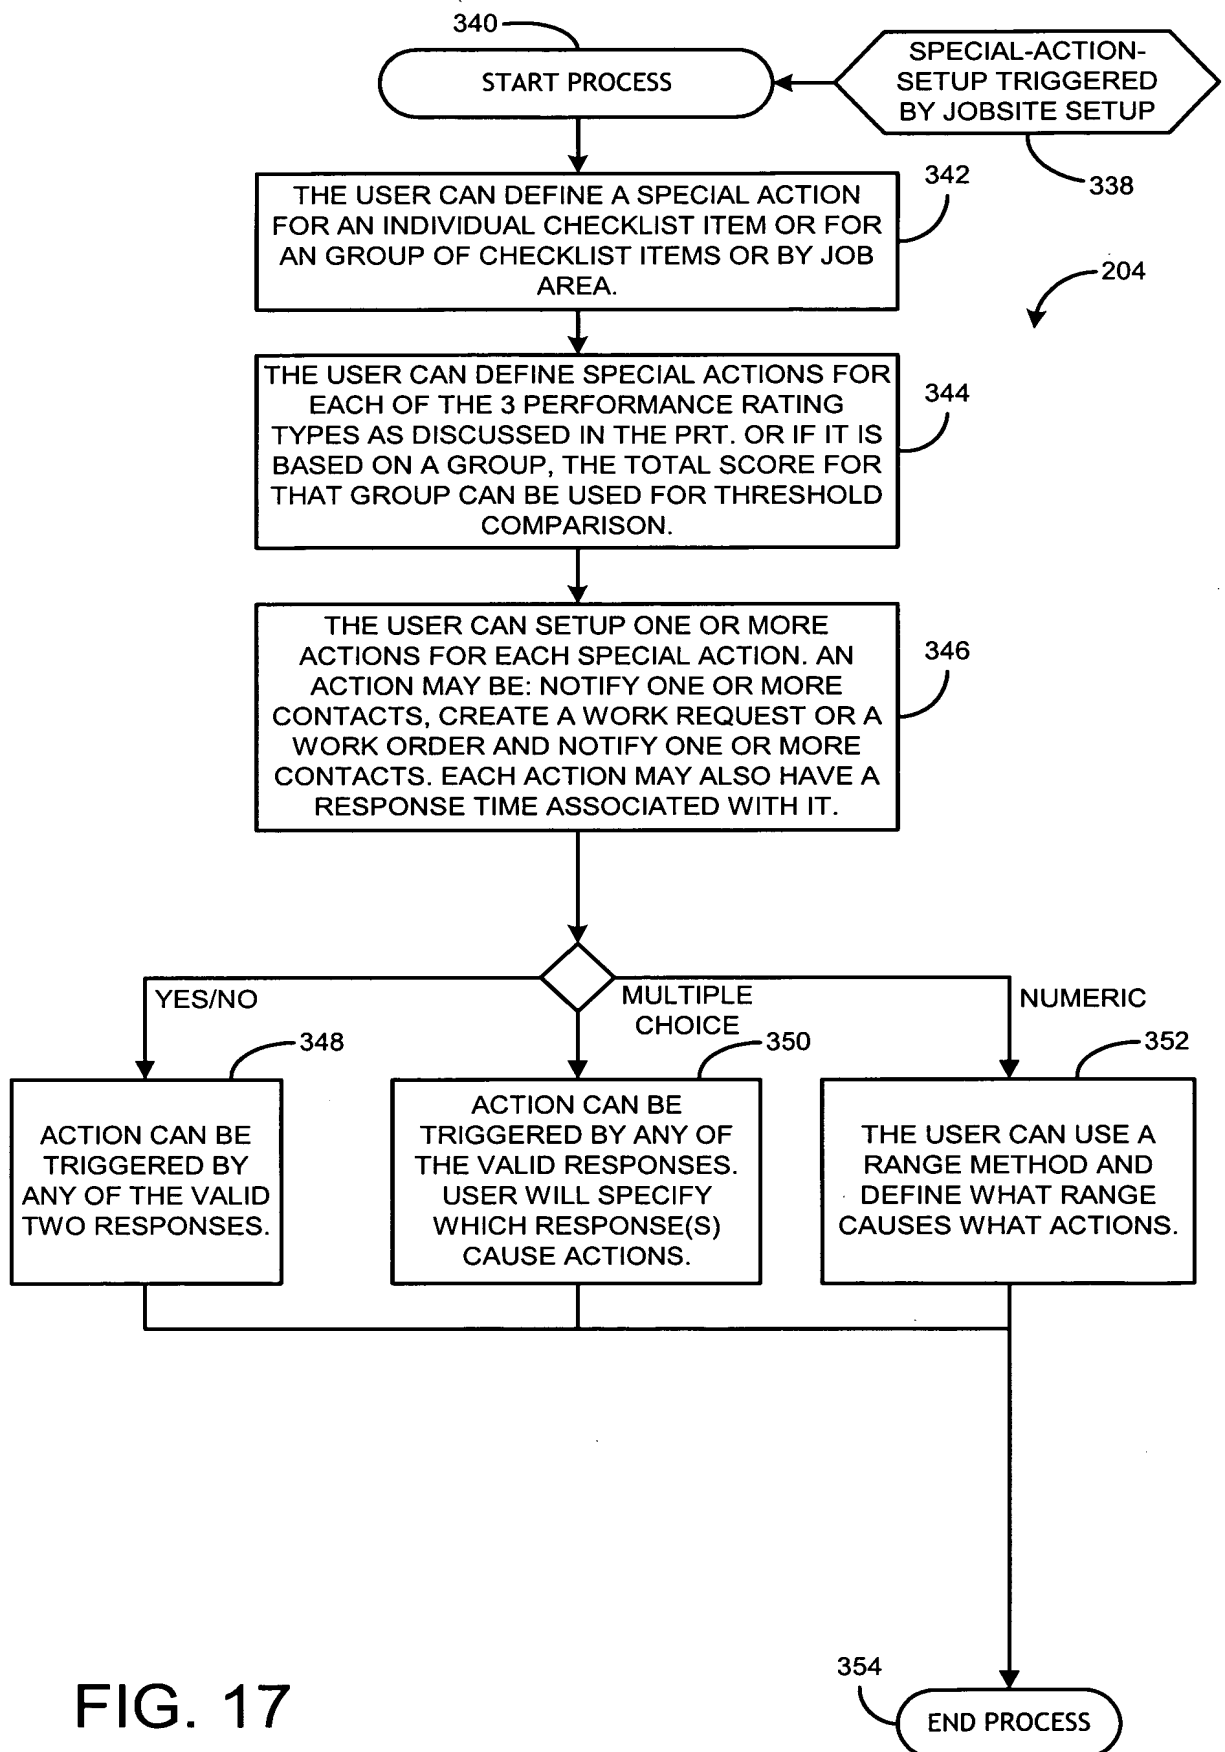 340
START PROCESS
SPECIAL-ACTION-
SETUP TRIGGERED
BY JOBSITE SETUP
338
342
THE USER CAN DEFINE A SPECIAL ACTION
FOR AN INDIVIDUAL CHECKLIST ITEM OR FOR
AN GROUP OF CHECKLIST ITEMS OR BY JOB
AREA.
204
THE USER CAN DEFINE SPECIAL ACTIONS FOR
EACH OF THE 3 PERFORMANCE RATING
TYPES AS DISCUSSED IN THE PRT. OR IF IT IS
BASED ON A GROUP, THE TOTAL SCORE FOR
THAT GROUP CAN BE USED FOR THRESHOLD
COMPARISON.
344
THE USER CAN SETUP ONE OR MORE
ACTIONS FOR EACH SPECIAL ACTION. AN
ACTION MAY BE: NOTIFY ONE OR MORE
CONTACTS, CREATE A WORK REQUEST OR A
WORK ORDER AND NOTIFY ONE OR MORE
CONTACTS. EACH ACTION MAY ALSO HAVE A
RESPONSE TIME ASSOCIATED WITH IT.
346
YES/NO
MULTIPLE
CHOICE
NUMERIC
348
ACTION CAN BE
TRIGGERED BY
ANY OF THE VALID
TWO RESPONSES.
350
ACTION CAN BE
TRIGGERED BY ANY OF
THE VALID RESPONSES.
USER WILL SPECIFY
WHICH RESPONSE(S)
CAUSE ACTIONS.
352
THE USER CAN USE A
RANGE METHOD AND
DEFINE WHAT RANGE
CAUSES WHAT ACTIONS.
354
END PROCESS
FIG. 17